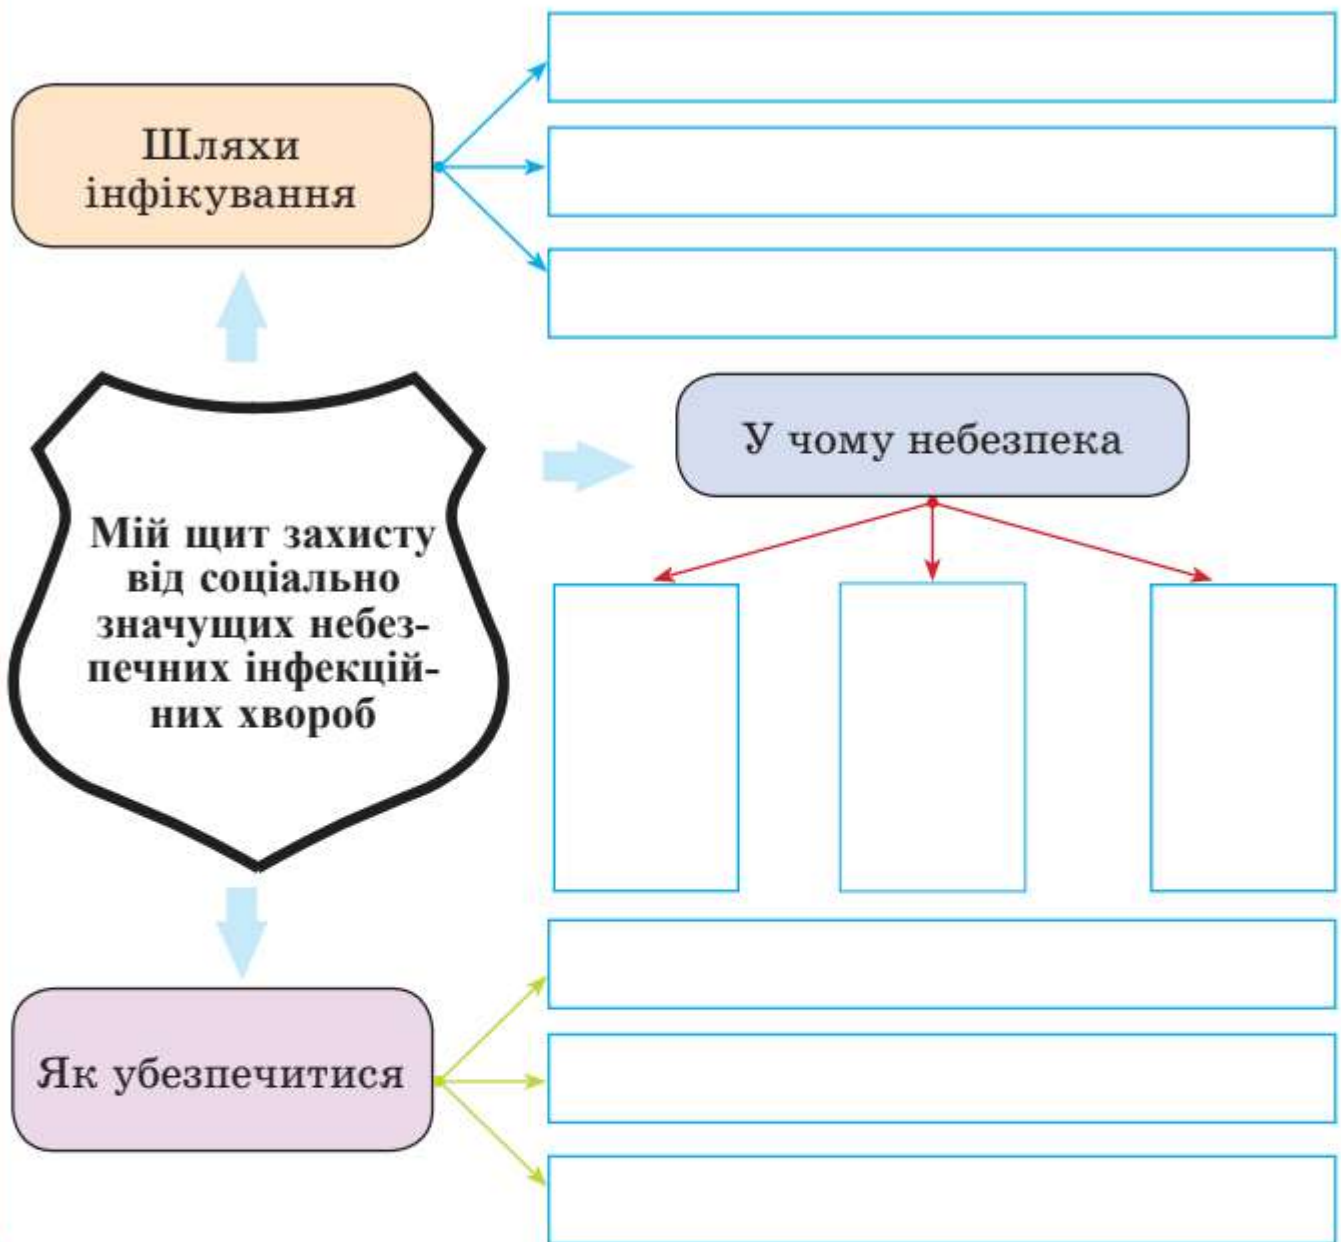 Шляхи
інфікування
У чому небезпека
Мій щит захисту
від соціально
значущих небез-
печних інфекцій-
них хвороб
Як убезпечитися